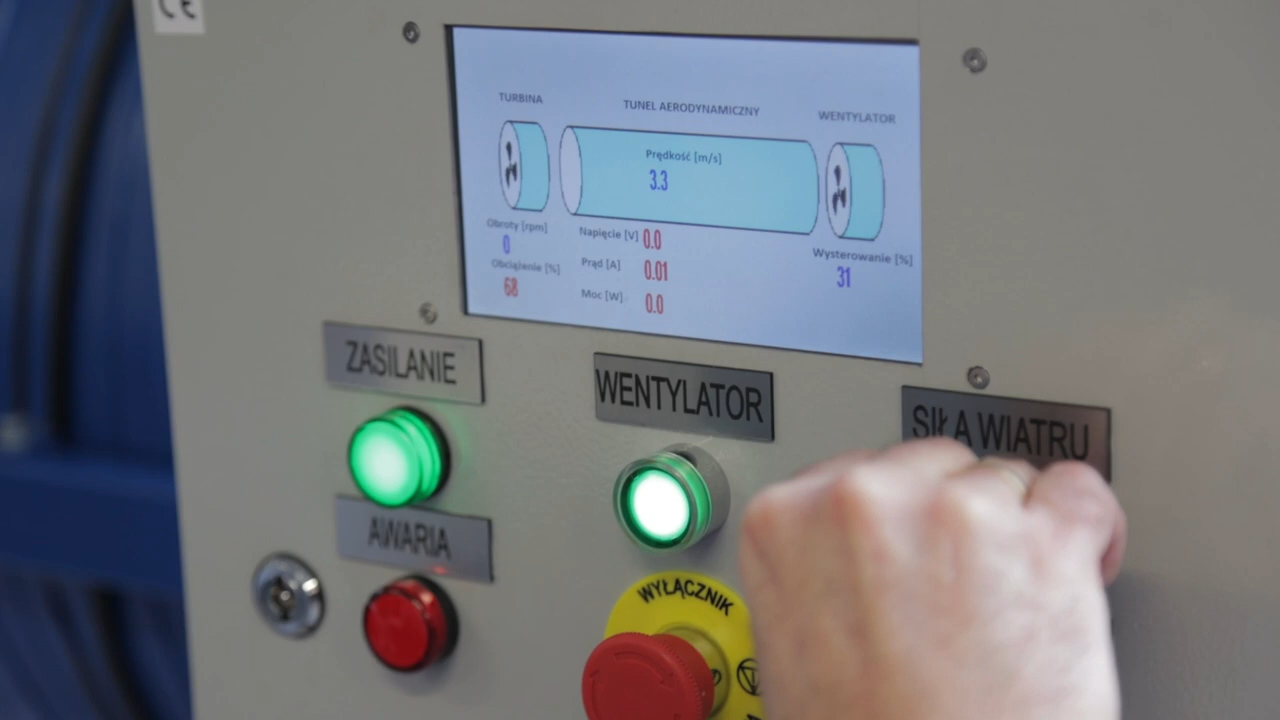 CE
TURBINA
TUNEL AERODYNAMICZNY
WENTYLATOR
Prędkość [m/s]
3.3
Obroty [rpm]
0
Obciążenie [%]
68
Napięcie [V] 0.0
Prąd [A] 0.01
Moc [W] 0.0
Wysterowanie [%]
31
ZASILANIE
WENTYLATOR
SIŁA WIATRU
AWARIA
WYŁĄCZNIK